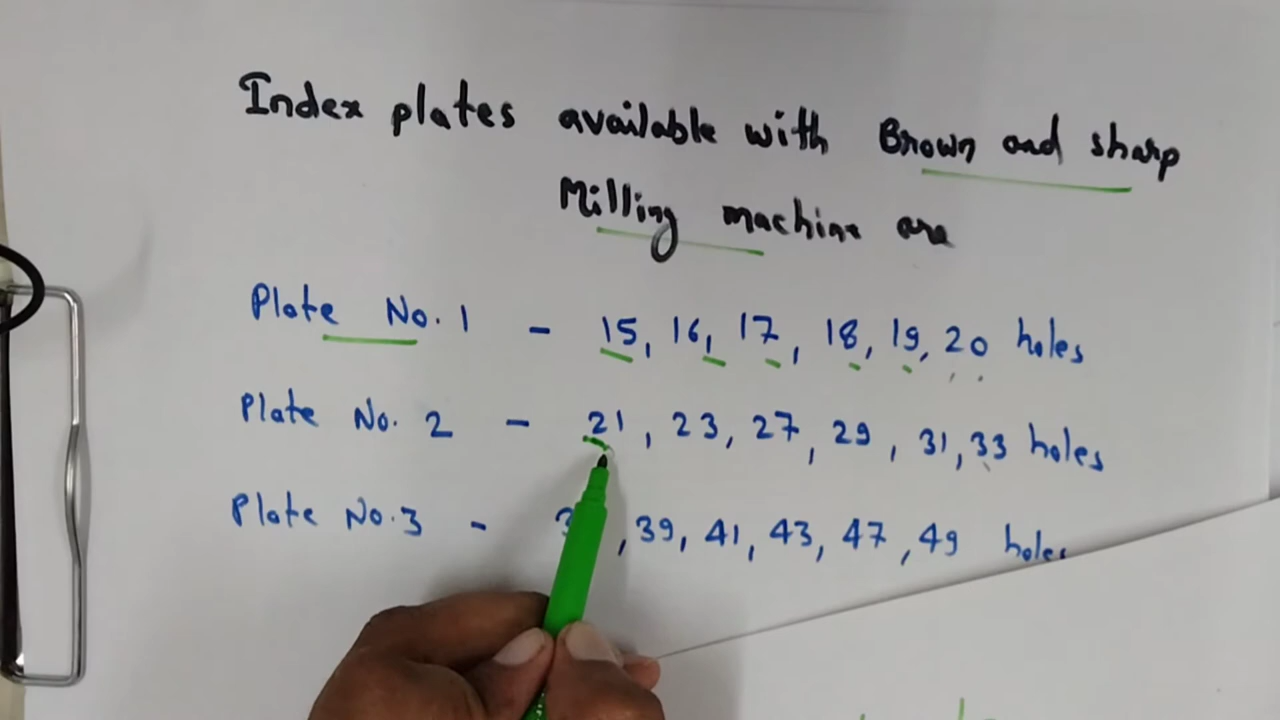 Index plates available with Brown and sharp
Milling machine are
Plate No. 1 - 15, 16, 17, 18, 19, 20 holes
Plate No. 2 - 21, 23, 27, 29, 31, 33 holes
Plate No. 3 - , 39, 41, 43, 47, 49 holes